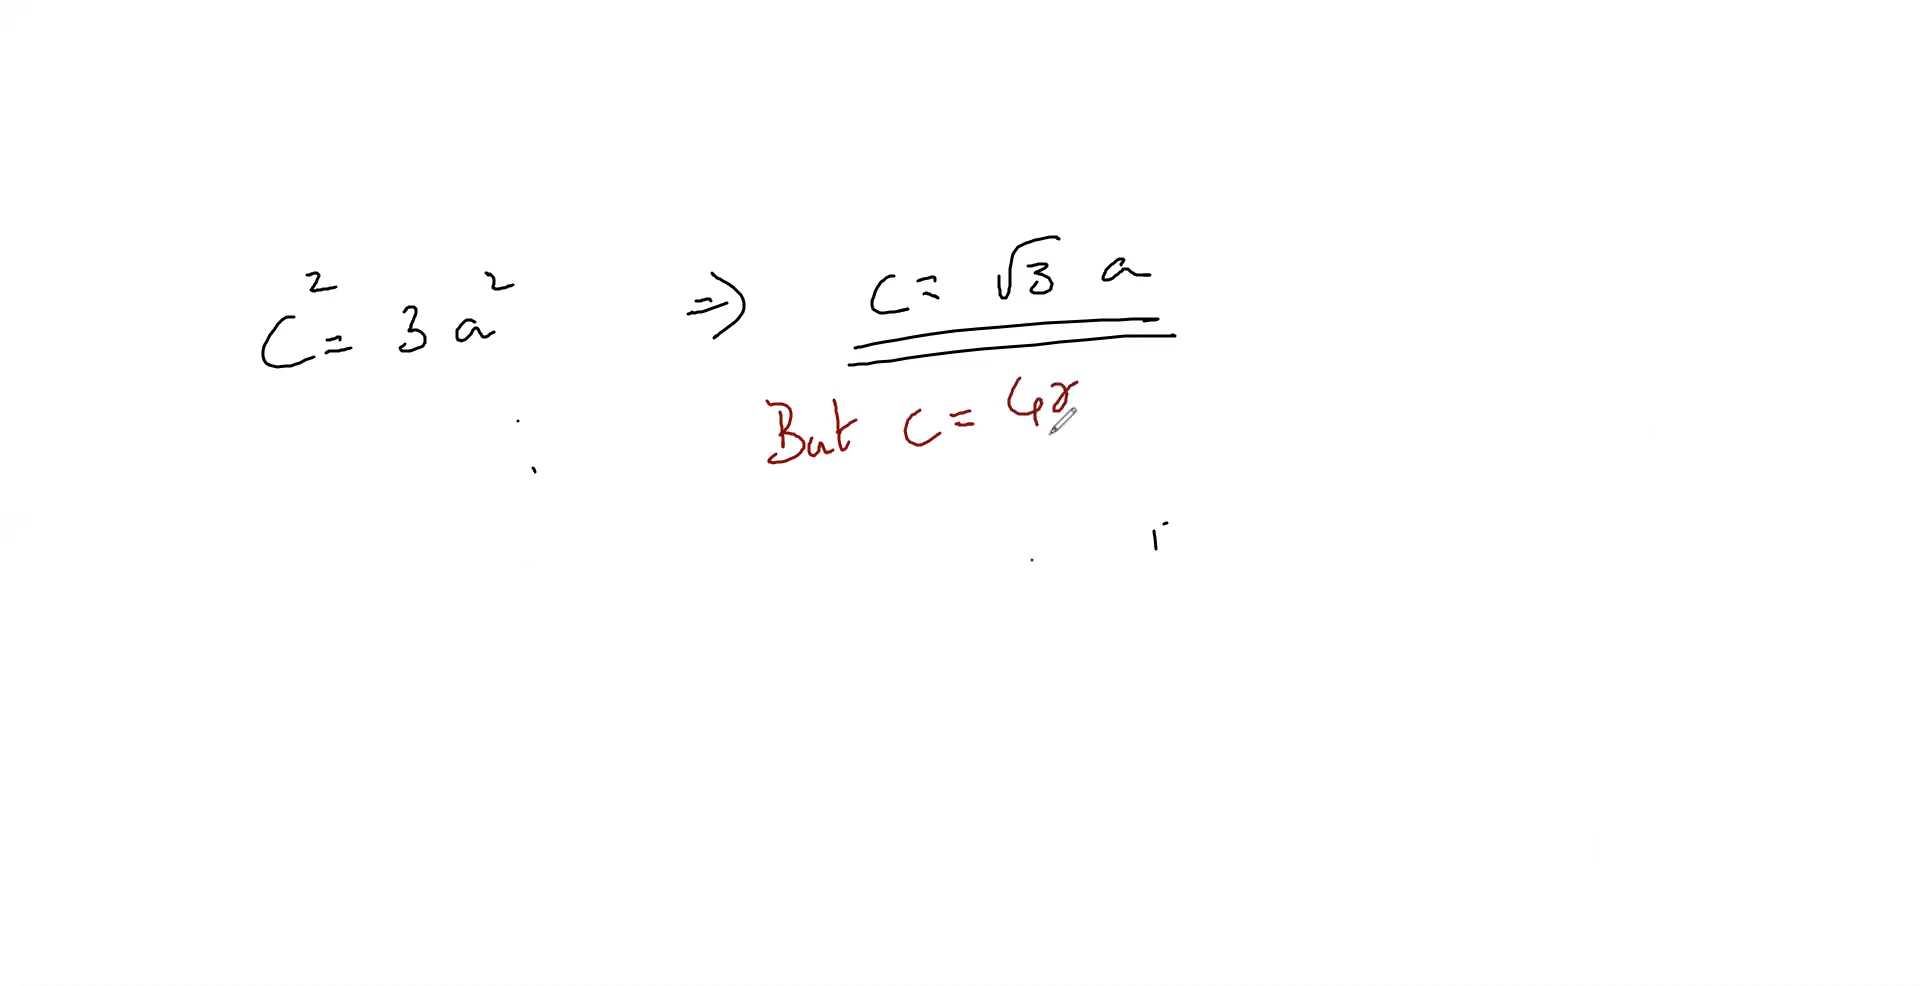 C² = 3a² ⇒ C = √3 a
But C = 4r